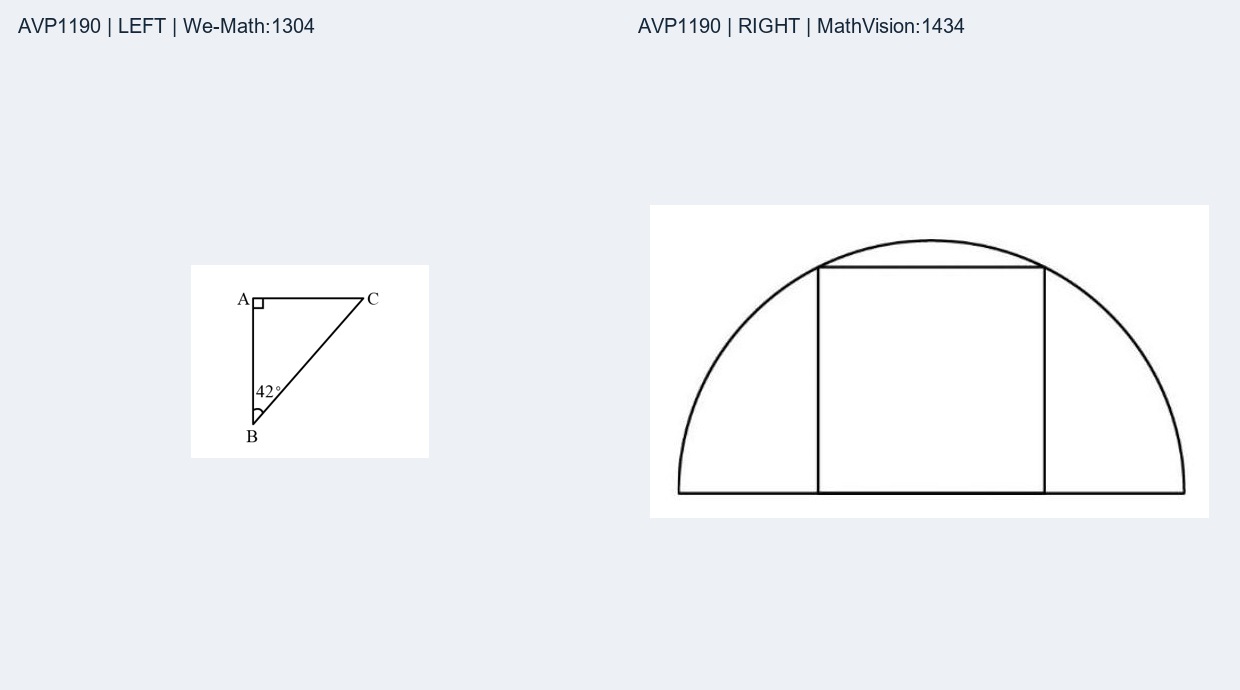 AVP1190 | LEFT | We-Math:1304
AVP1190 | RIGHT | MathVision:1434
A
C
42°
B